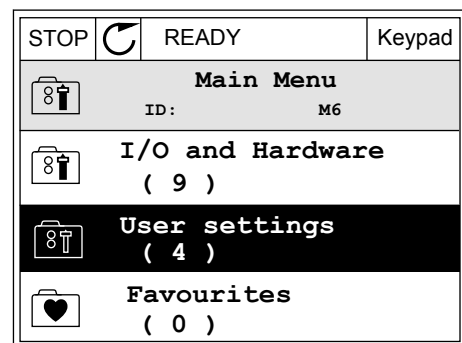 STOP READY Keypad
Main Menu
ID: M6
I/O and Hardware
( 9 )
User settings
( 4 )
Favourites
( 0 )